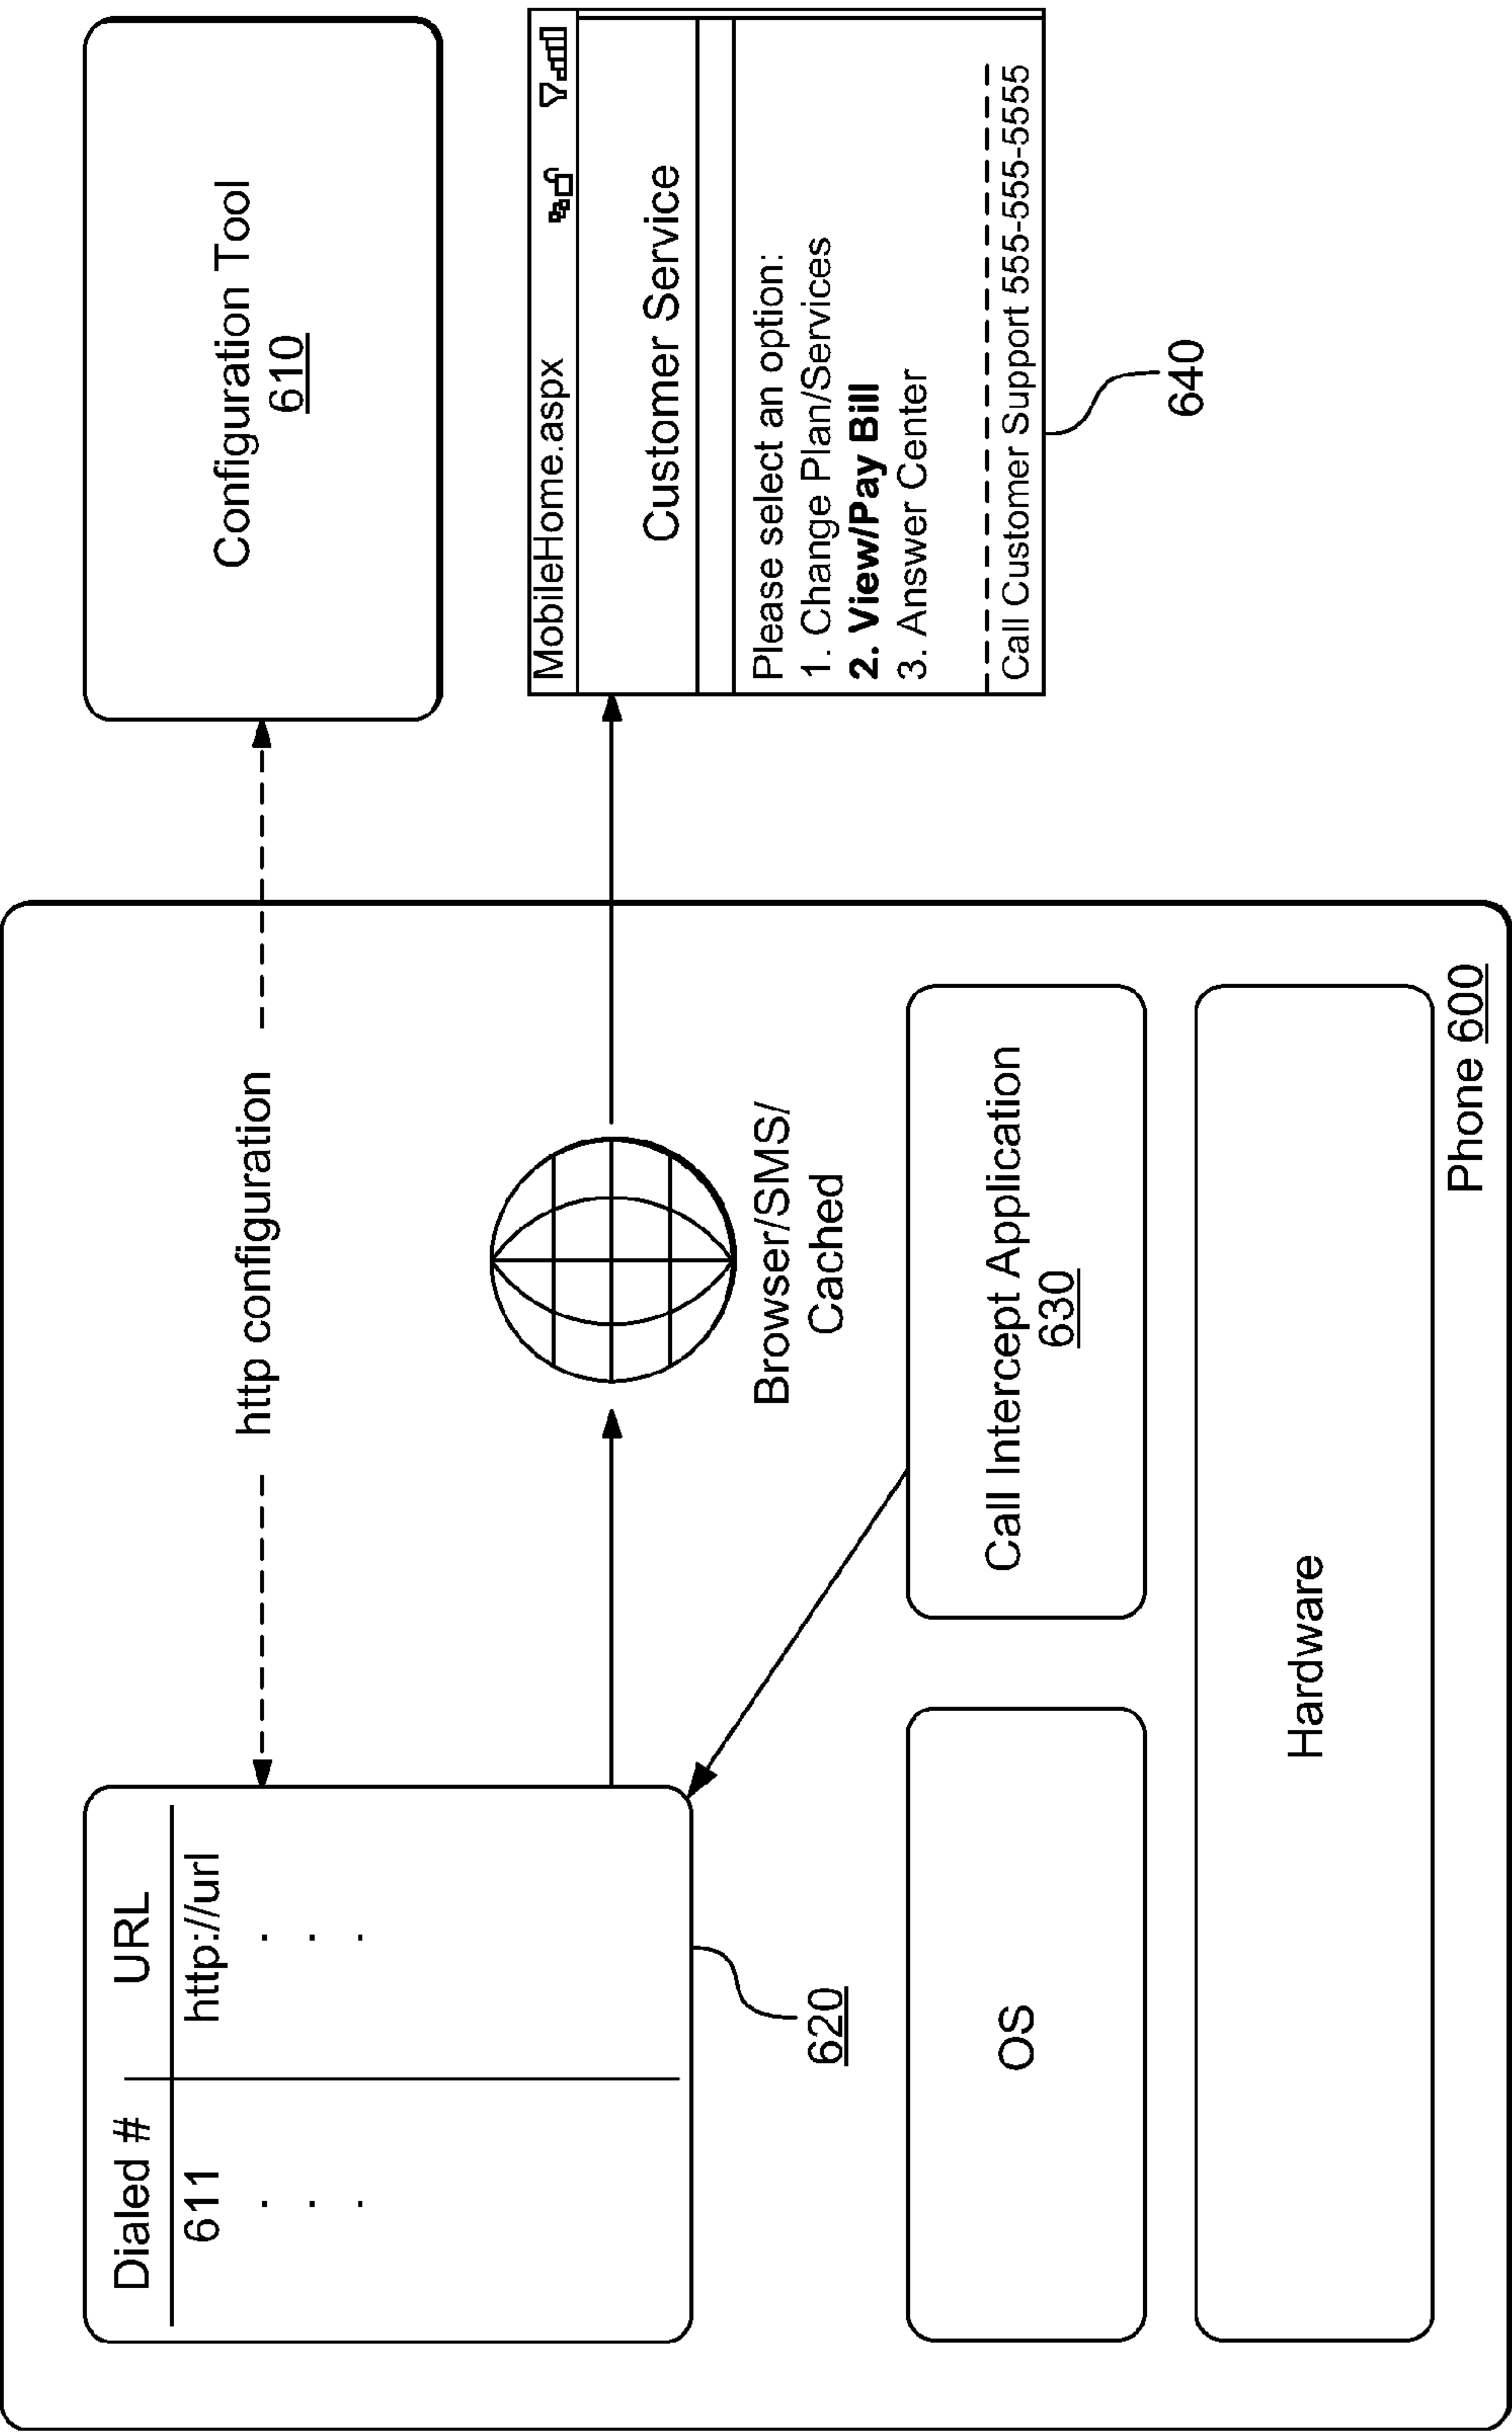 Dialed # URL
611 http://url
. .
. .
. .
620
http configuration
Configuration Tool
610
Browser/SMS/
Cached
MobileHome.aspx
Customer Service
Please select an option:
1. Change Plan/Services
2. View/Pay Bill
3. Answer Center
Call Customer Support 555-555-5555
640
OS
Call Intercept Application
630
Hardware
Phone 600